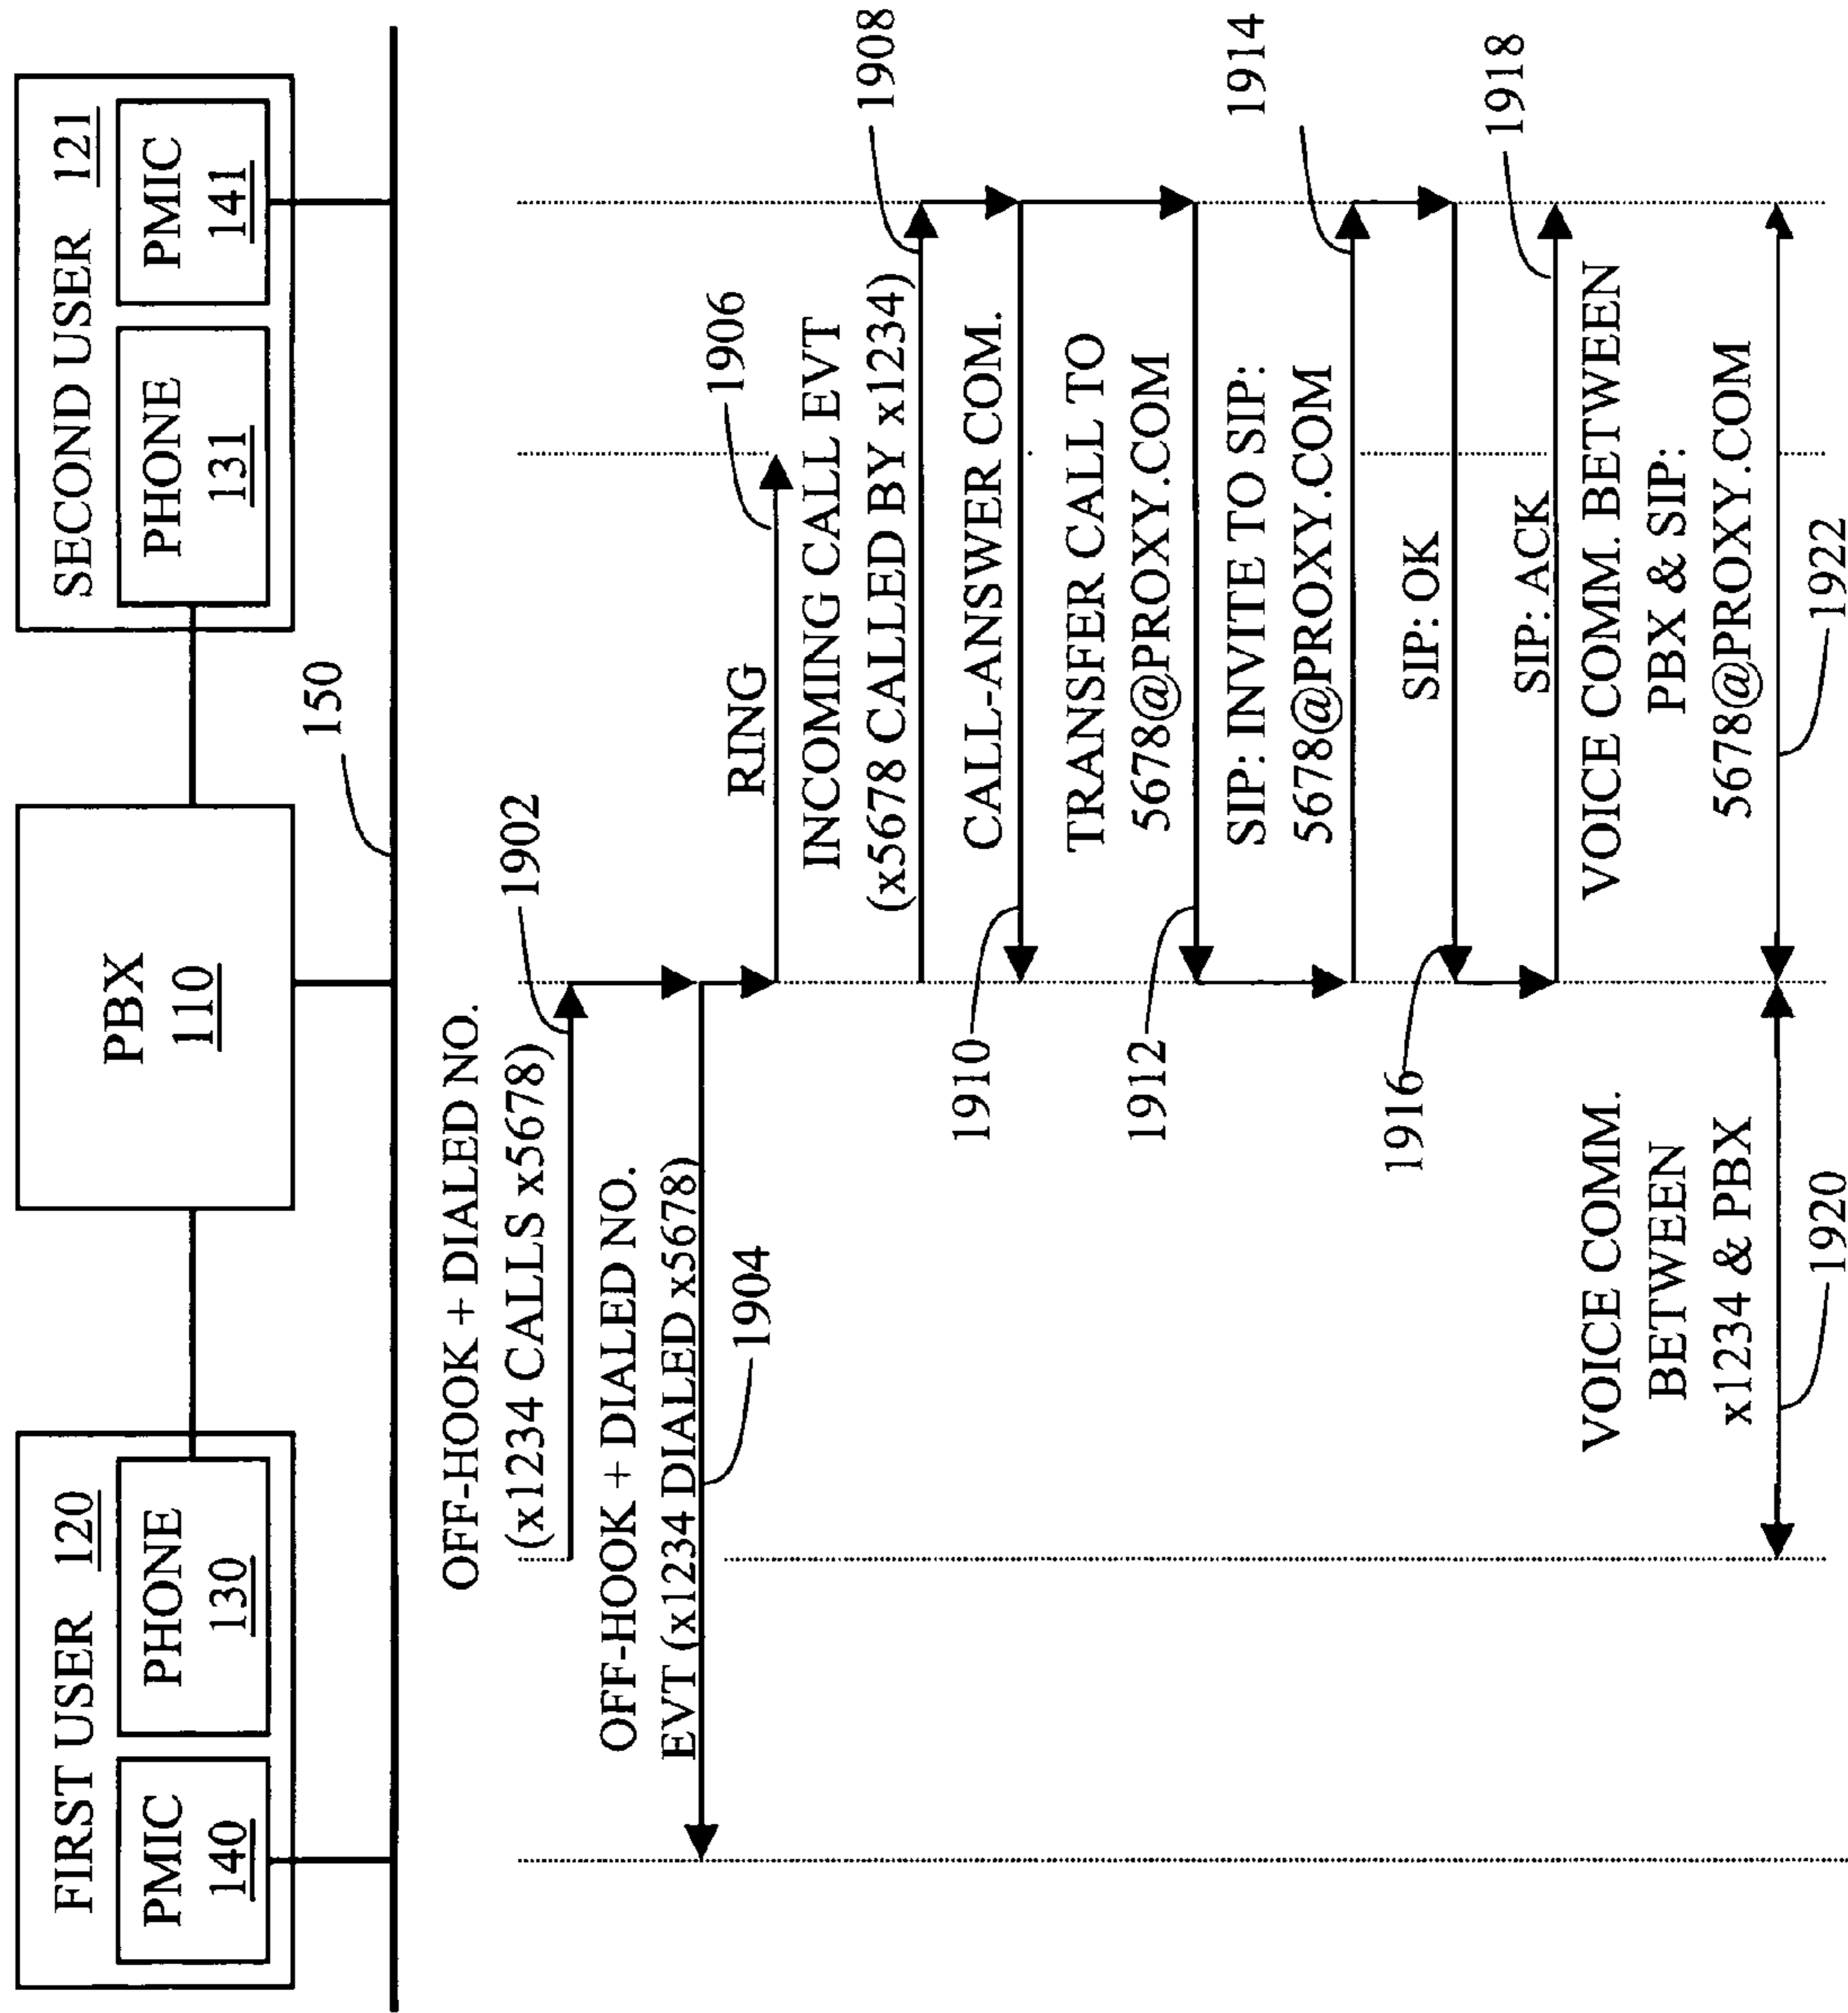 FIRST USER 120
PMIC
140
PHONE
130
PBX
110
SECOND USER 121
PHONE
131
PMIC
141
150
OFF-HOOK + DIALED NO.
(x1234 CALLS x5678)
1902
OFF-HOOK + DIALED NO.
EVT (x1234 DIALED x5678)
1904
RING
1906
INCOMING CALL EVT
(x5678 CALLED BY x1234)
1908
CALL-ANSWER COM.
1910
TRANSFER CALL TO
5678@PROXY.COM
1912
SIP: INVITE TO SIP:
5678@PROXY.COM
1914
SIP: OK
1916
SIP: ACK
1918
VOICE COMM.
BETWEEN
x1234 & PBX
1920
VOICE COMM. BETWEEN
PBX & SIP:
5678@PROXY.COM
1922